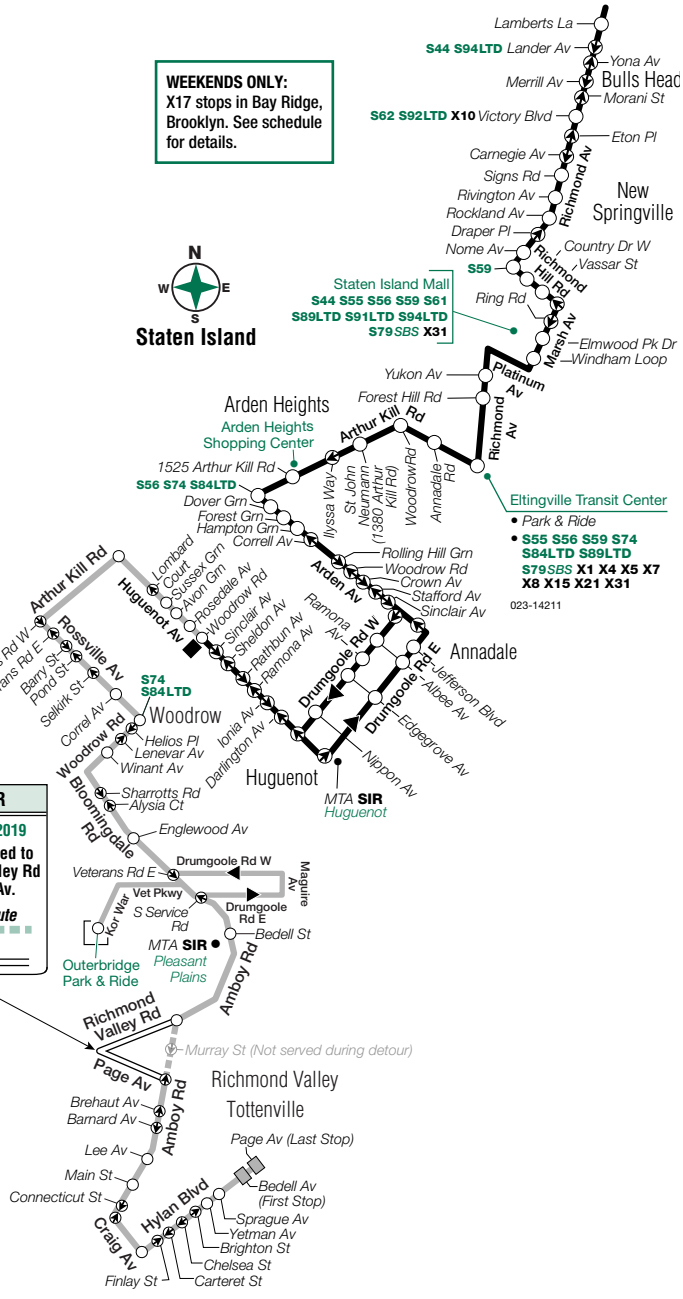 Lamberts La
S44 S94LTD Lander Av
Yona Av
Merrill Av
Bulls Head
Morani St
S62 S92LTD X10 Victory Blvd
Eton Pl
Carnegie Av
Signs Rd
Richmond Av
Rivington Av
New
Springville
Rockland Av
Draper Pl
Nome Av
Country Dr W
Vassar St
Richmond
Hill Rd
S59
Ring Rd
Marsh Av
Elmwood Pk Dr
Windham Loop
WEEKENDS ONLY:
X17 stops in Bay Ridge,
Brooklyn. See schedule
for details.
N
W E
S
Staten Island
Staten Island Mall
S44 S55 S56 S59 S61
S89LTD S91LTD S94LTD
S79SBS X31
Platinum
Av
Yukon Av
Forest Hill Rd
Richmond
Av
Arden Heights
Arden Heights
Shopping Center
Arthur Kill
Rd
1525 Arthur Kill Rd
S56 S74 S84LTD
Ilyssa Way
St John
Neumann
(1380 Arthur
Kill Rd)
WoodrowRd
Annadale
Rd
Eltingville Transit Center
• Park & Ride
• S55 S56 S59 S74
S84LTD S89LTD
S79SBS X1 X4 X5 X7
X8 X15 X21 X31
023-14211
Dover Grn
Forest Grn
Hampton Grn
Correll Av
Rolling Hill Grn
Woodrow Rd
Crown Av
Stafford Av
Sinclair Av
Arden Av
Annadale
Ramona
Av
Drumgoole Rd W
Drumgoole Rd E
Jefferson Blvd
Albee Av
Edgegrove Av
Nippon Av
MTA SIR
Huguenot
Huguenot
Arthur Kill Rd
Lombard
Court
Sussex Grn
Avon Grn
Rosedale Av
Woodrow Rd
Sinclair Av
Sheldon Av
Rathbun Av
Ramona Av
Huguenot Av
Ionia Av
Darlington Av
Rd W
Rd E
Barry St
Pond St
Selkirk St
Rossville Av
Correl Av
S74
S84LTD
Woodrow
Helios Pl
Lenevar Av
Winant Av
Woodrow Rd
Bloomingdale
Rd
Sharrotts Rd
Alysia Ct
Englewood Av
Veterans Rd E
Drumgoole Rd W
Maguire
Av
Vet Pkwy
Drumgoole
Rd E
S Service
Rd
Kor War
Outerbridge
Park & Ride
MTA SIR
Pleasant
Plains
Bedell St
Amboy Rd
2019
ed to
ley Rd
Av.
Richmond
Valley Rd
Page Av
Murray St (Not served during detour)
Richmond Valley
Tottenville
Amboy Rd
Brehaut Av
Barnard Av
Lee Av
Main St
Connecticut St
Craig Av
Hylan Blvd
Page Av (Last Stop)
Bedell Av
(First Stop)
Sprague Av
Yetman Av
Brighton St
Chelsea St
Carteret St
Finlay St